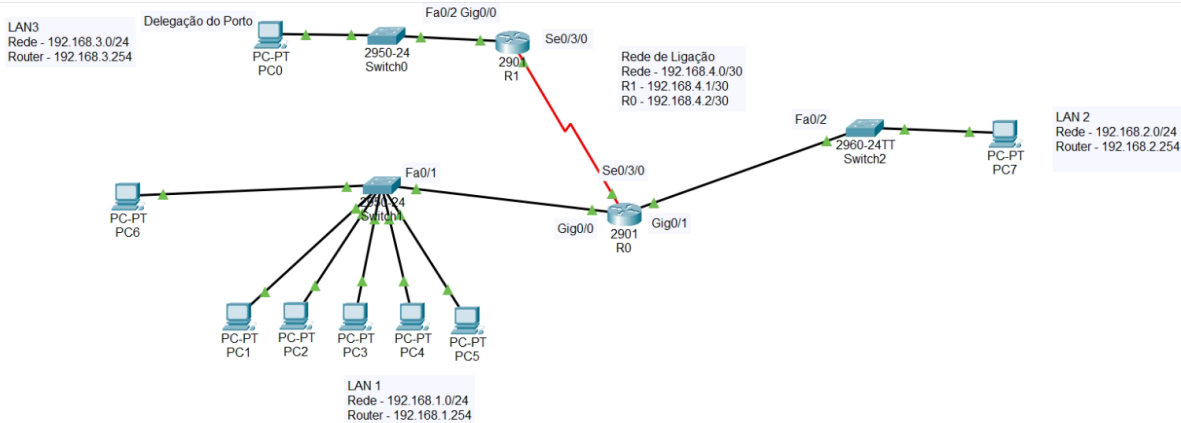 LAN3
Rede - 192.168.3.0/24
Router - 192.168.3.254
Delegação do Porto
PC-PT
PC0
2950-24
Switch0
Fa0/2 Gig0/0
Se0/3/0
2901
R1
Rede de Ligação
Rede - 192.168.4.0/30
R1 - 192.168.4.1/30
R0 - 192.168.4.2/30
Fa0/2
2960-24TT
Switch2
PC-PT
PC7
LAN 2
Rede - 192.168.2.0/24
Router - 192.168.2.254
PC-PT
PC6
Fa0/1
2950-24
Switch1
Se0/3/0
Gig0/0
Gig0/1
2901
R0
PC-PT
PC1
PC-PT
PC2
PC-PT
PC3
PC-PT
PC4
PC-PT
PC5
LAN 1
Rede - 192.168.1.0/24
Router - 192.168.1.254